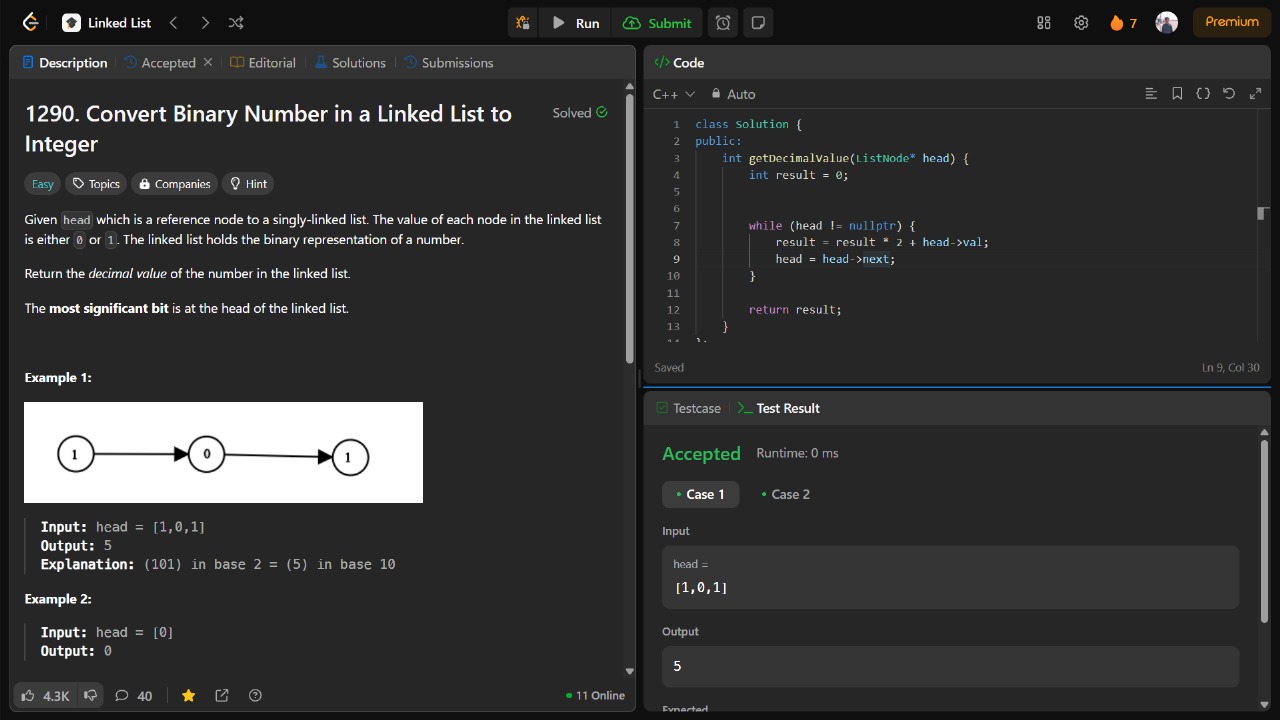 Linked List
Run
Submit
7
Premium
Description
Accepted
Editorial
Solutions
Submissions
1290. Convert Binary Number in a Linked List to
Integer
Solved
Easy
Topics
Companies
Hint
Given head which is a reference node to a singly-linked list. The value of each node in the linked list
is either 0 or 1. The linked list holds the binary representation of a number.
Return the decimal value of the number in the linked list.
The most significant bit is at the head of the linked list.
Example 1:
1 0 1
Input: head = [1,0,1]
Output: 5
Explanation: (101) in base 2 = (5) in base 10
Example 2:
Input: head = [0]
Output: 0
4.3K
40
11 Online
Code
C++
Auto
1 class Solution {
2 public:
3 int getDecimalValue(ListNode* head) {
4 int result = 0;
5
6
7 while (head != nullptr) {
8 result = result * 2 + head->val;
9 head = head->next;
10 }
11
12 return result;
13 }
14 };
Saved
Ln 9, Col 30
Testcase
Test Result
Accepted
Runtime: 0 ms
Case 1
Case 2
Input
head =
[1,0,1]
Output
5
Expected